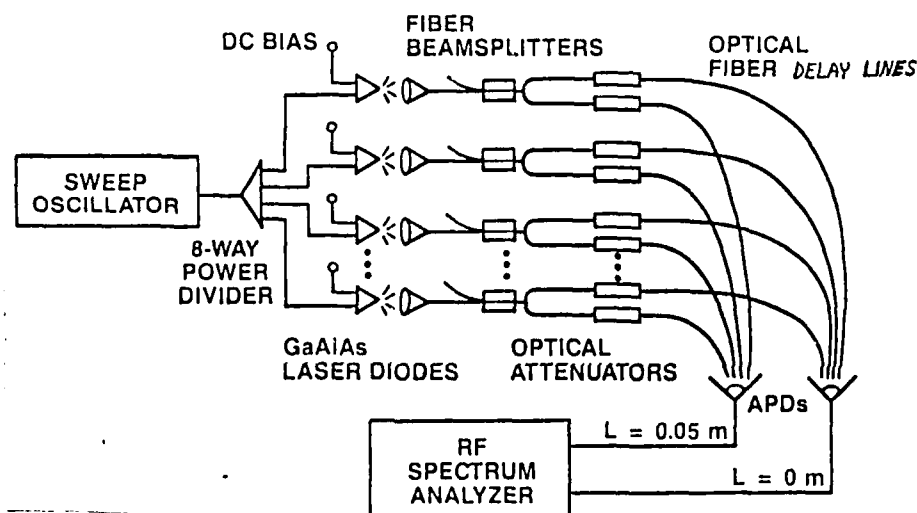 DC BIAS
FIBER
BEAMSPLITTERS
OPTICAL
FIBER DELAY LINES
SWEEP
OSCILLATOR
8-WAY
POWER
DIVIDER
GaAiAs
LASER DIODES
OPTICAL
ATTENUATORS
APDs
L = 0.05 m
RF
SPECTRUM
ANALYZER
L = 0 m